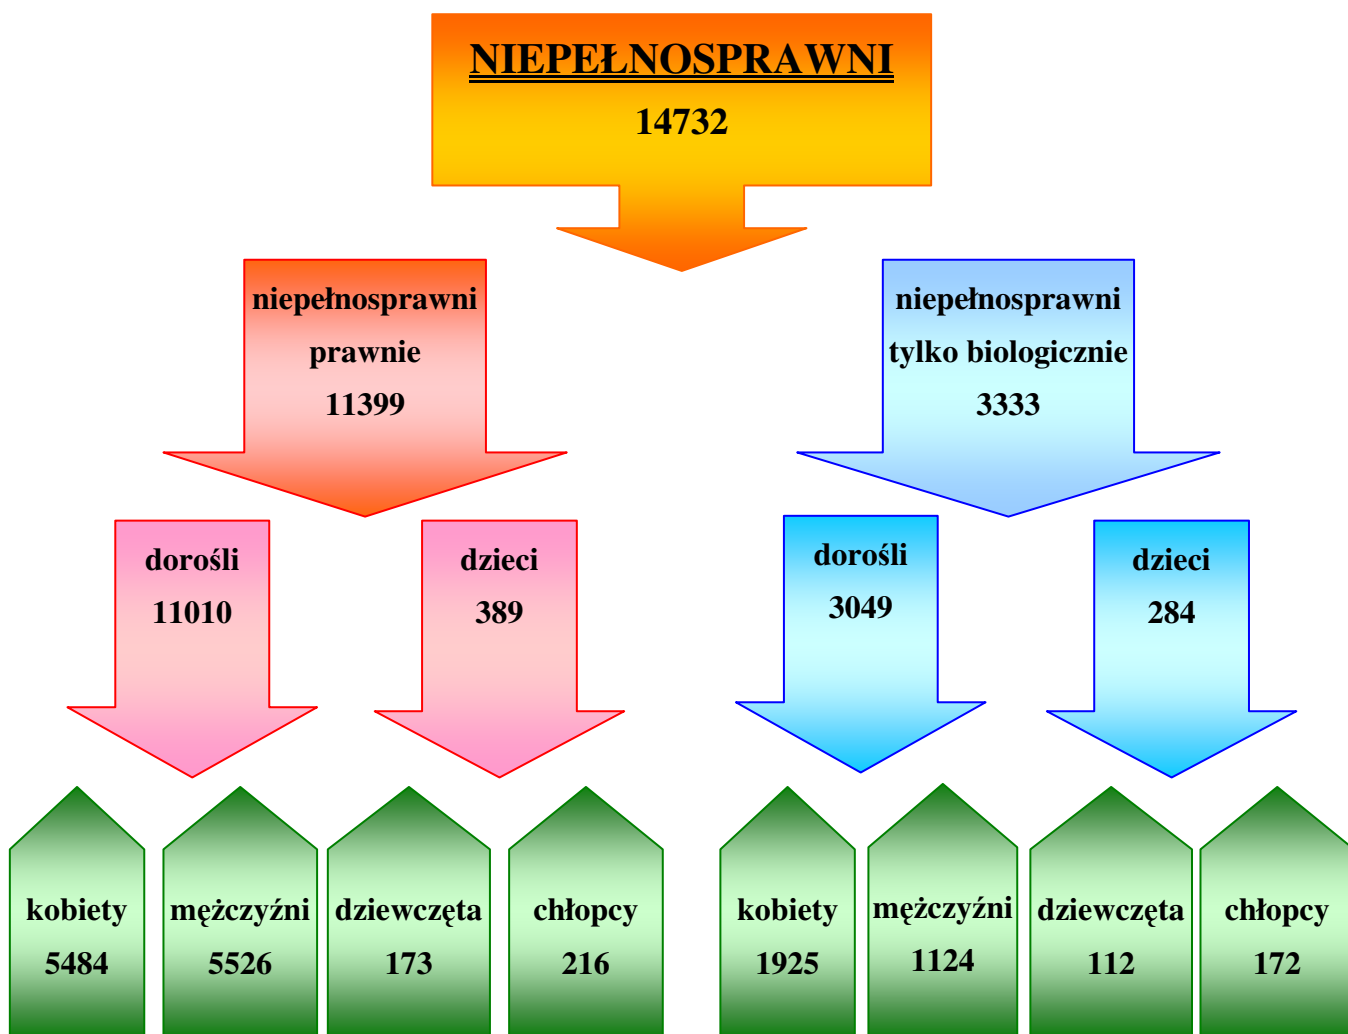 NIEPEŁNOSPRAWNI
14732
niepełnosprawni
prawnie
11399
niepełnosprawni
tylko biologicznie
3333
dorośli
11010
dzieci
389
dorośli
3049
dzieci
284
kobiety
5484
mężczyźni
5526
dziewczęta
173
chłopcy
216
kobiety
1925
mężczyźni
1124
dziewczęta
112
chłopcy
172